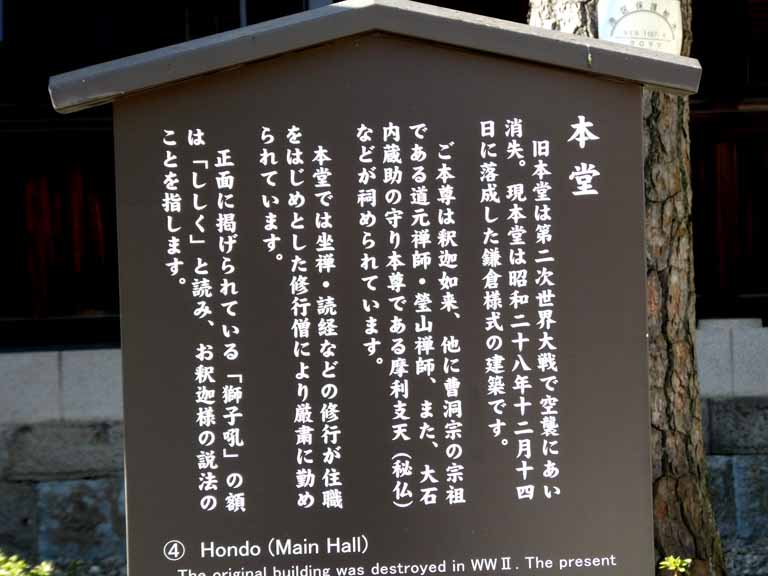 本堂
旧本堂は第二次世界大戦で空襲にあい
消失。現本堂は昭和二十八年十二月十四
日に落成した鎌倉様式の建築です。
ご本尊は釈迦如来、他に曹洞宗の宗祖
である道元禅師・瑩山禅師、また、大石
内蔵助の守り本尊である摩利支天（秘仏）
などが祠められています。
本堂では坐禅・読経などの修行が住職
をはじめとした修行僧により厳粛に勤め
られています。
正面に掲げられている「獅子吼」の額
は「ししく」と読み、お釈迦様の説法の
ことを指します。
④ Hondo (Main Hall)
The original building was destroyed in WWⅡ. The present